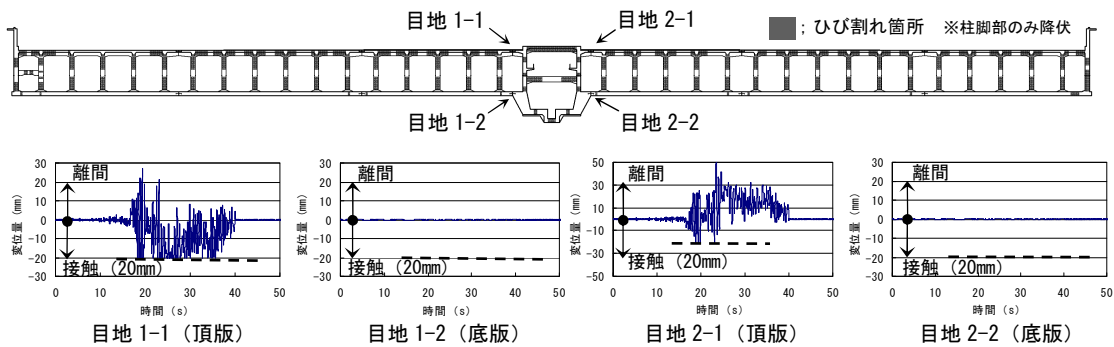 目地 1-1
目地 2-1
; ひび割れ箇所 ※柱脚部のみ降伏
目地 1-2
目地 2-2
変位量 (mm)
30
20
10
0
-10
-20
-30
離間
接触 (20mm)
0 10 20 30 40 50
時間 (s)
目地 1-1 (頂版)
変位量 (mm)
30
20
10
0
-10
-20
-30
離間
接触 (20mm)
0 10 20 30 40 50
時間 (s)
目地 1-2 (底版)
変位量 (mm)
50
30
10
-10
-30
-50
離間
接触 (20mm)
0 10 20 30 40 50
時間 (s)
目地 2-1 (頂版)
変位量 (mm)
30
20
10
0
-10
-20
-30
離間
接触 (20mm)
0 10 20 30 40 50
時間 (s)
目地 2-2 (底版)